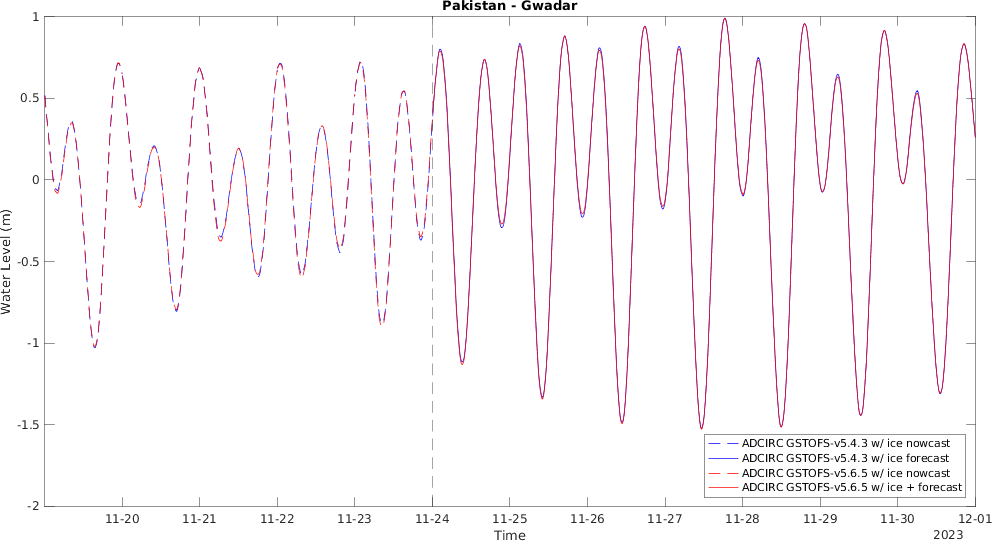 Pakistan - Gwadar
Water Level (m)
1
0.5
0
-0.5
-1
-1.5
-2
ADCIRC GSTOFS-v5.4.3 w/ ice nowcast
ADCIRC GSTOFS-v5.4.3 w/ ice forecast
ADCIRC GSTOFS-v5.6.5 w/ ice nowcast
ADCIRC GSTOFS-v5.6.5 w/ ice + forecast
11-20 11-21 11-22 11-23 11-24 11-25 11-26 11-27 11-28 11-29 11-30 12-01
Time
2023